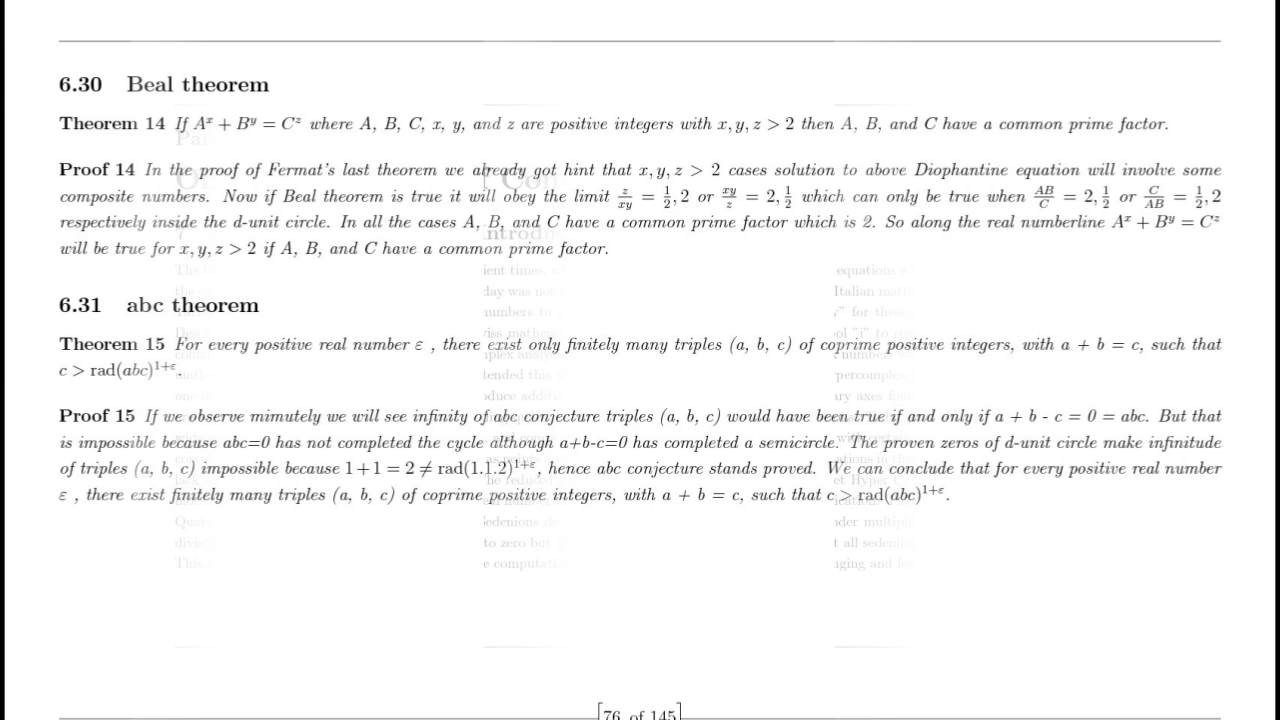 6.30 Beal theorem
Theorem 14 If A^x + B^y = C^z where A, B, C, x, y, and z are positive integers with x, y, z > 2 then A, B, and C have a common prime factor.
Proof 14 In the proof of Fermat's last theorem we already got hint that x, y, z > 2 cases solution to above Diophantine equation will involve some
composite numbers. Now if Beal theorem is true it will obey the limit z/xy = 1/2, 2 or xy/z = 2, 1/2 which can only be true when AB/C = 2, 1/2 or C/AB = 1/2, 2
respectively inside the d-unit circle. In all the cases A, B, and C have a common prime factor which is 2. So along the real numberline A^x + B^y = C^z
will be true for x, y, z > 2 if A, B, and C have a common prime factor.
6.31 abc theorem
Theorem 15 For every positive real number ε , there exist only finitely many triples (a, b, c) of coprime positive integers, with a + b = c, such that
c > rad(abc)^1+ε.
Proof 15 If we observe mimutely we will see infinity of abc conjecture triples (a, b, c) would have been true if and only if a + b - c = 0 = abc. But that
is impossible because abc=0 has not completed the cycle although a+b-c=0 has completed a semicircle. The proven zeros of d-unit circle make infinitude
of triples (a, b, c) impossible because 1 + 1 = 2 ≠ rad(1.1.2)^1+ε, hence abc conjecture stands proved. We can conclude that for every positive real number
ε , there exist finitely many triples (a, b, c) of coprime positive integers, with a + b = c, such that c > rad(abc)^1+ε.
76 of 145